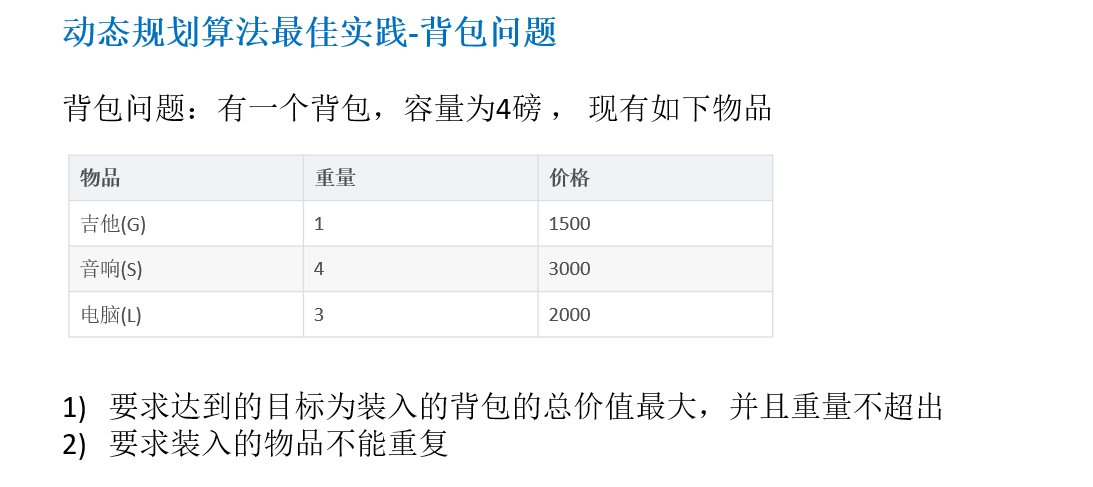 动态规划算法最佳实践-背包问题
背包问题：有一个背包，容量为4磅 ， 现有如下物品
物品 重量 价格
吉他(G) 1 1500
音响(S) 4 3000
电脑(L) 3 2000
1) 要求达到的目标为装入的背包的总价值最大，并且重量不超出
2) 要求装入的物品不能重复